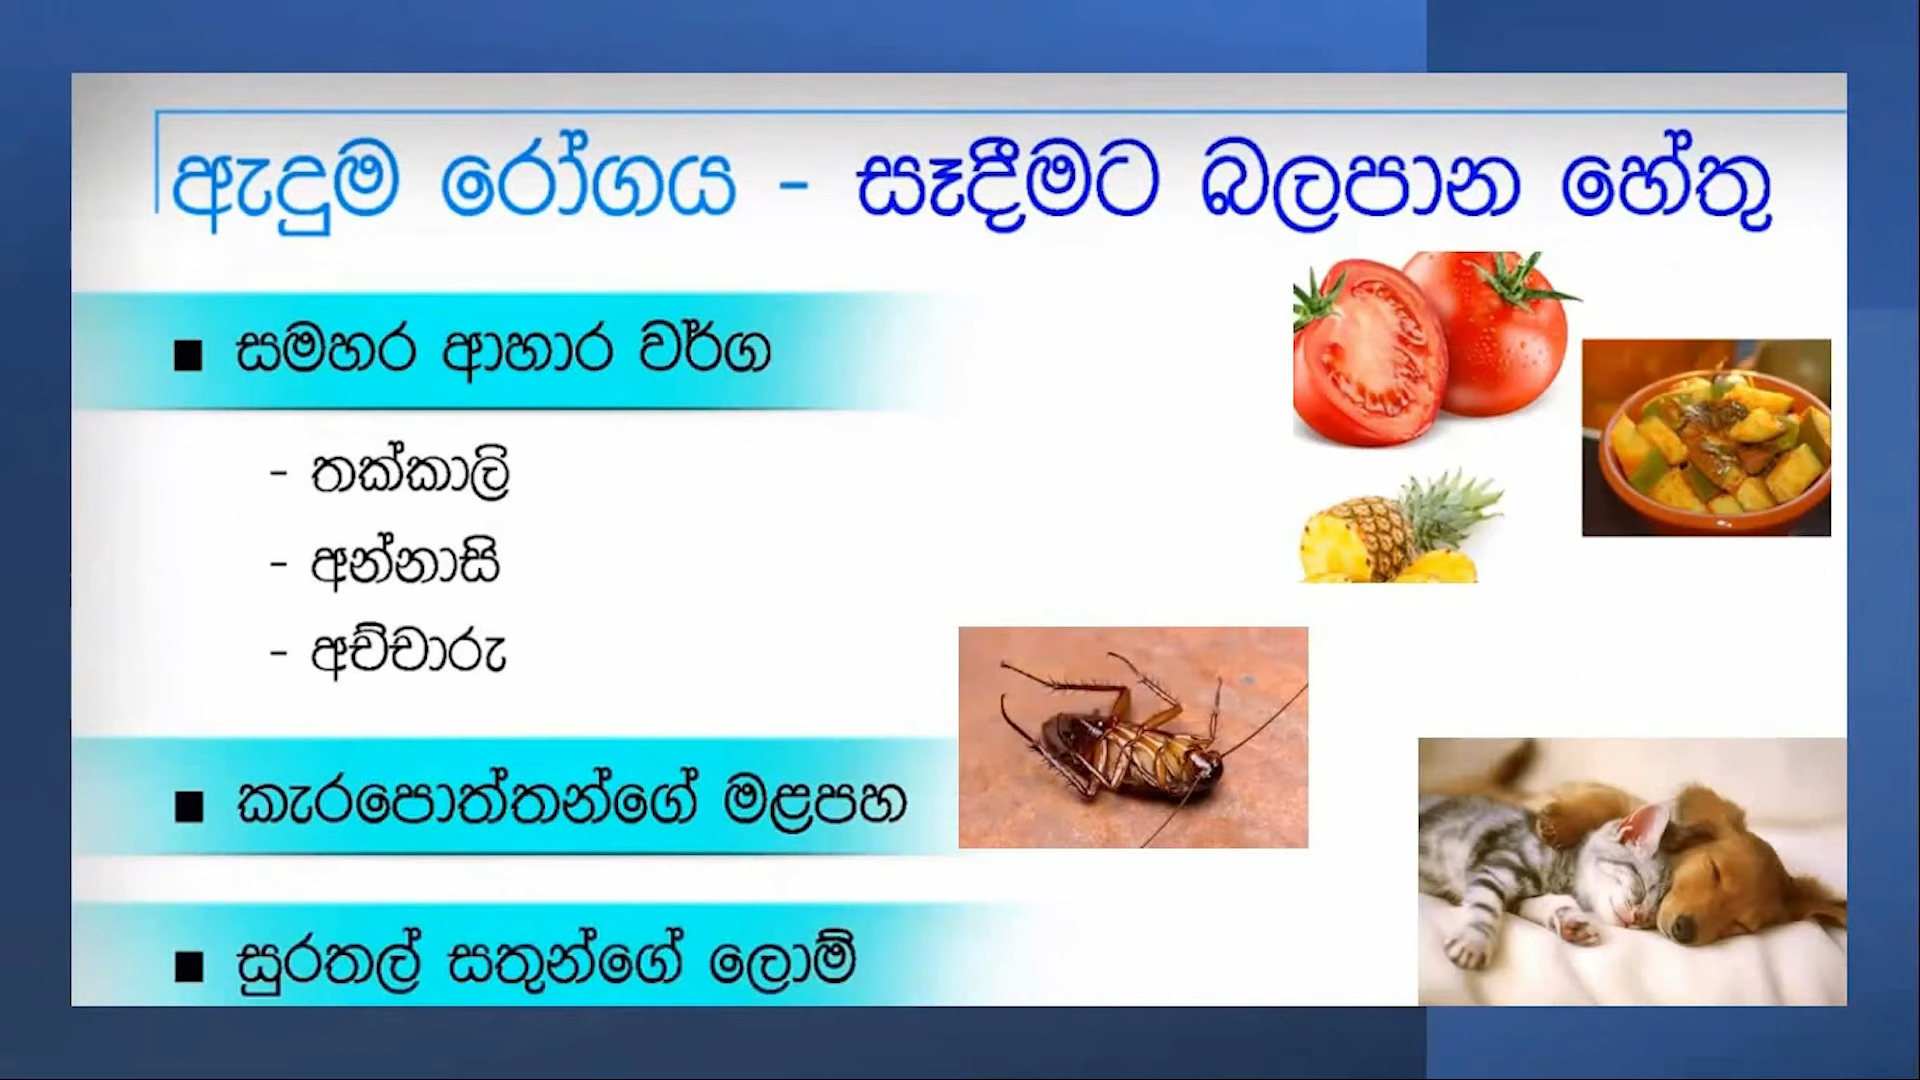 ඇදුම රෝගය - සෑදීමට බලපාන හේතු
■ සමහර ආහාර වර්ග
- තක්කාලි
- අන්නාසි
- අච්චාරු
■ කැරපොත්තන්ගේ මළපහ
■ සුරතල් සතුන්ගේ ලොම්